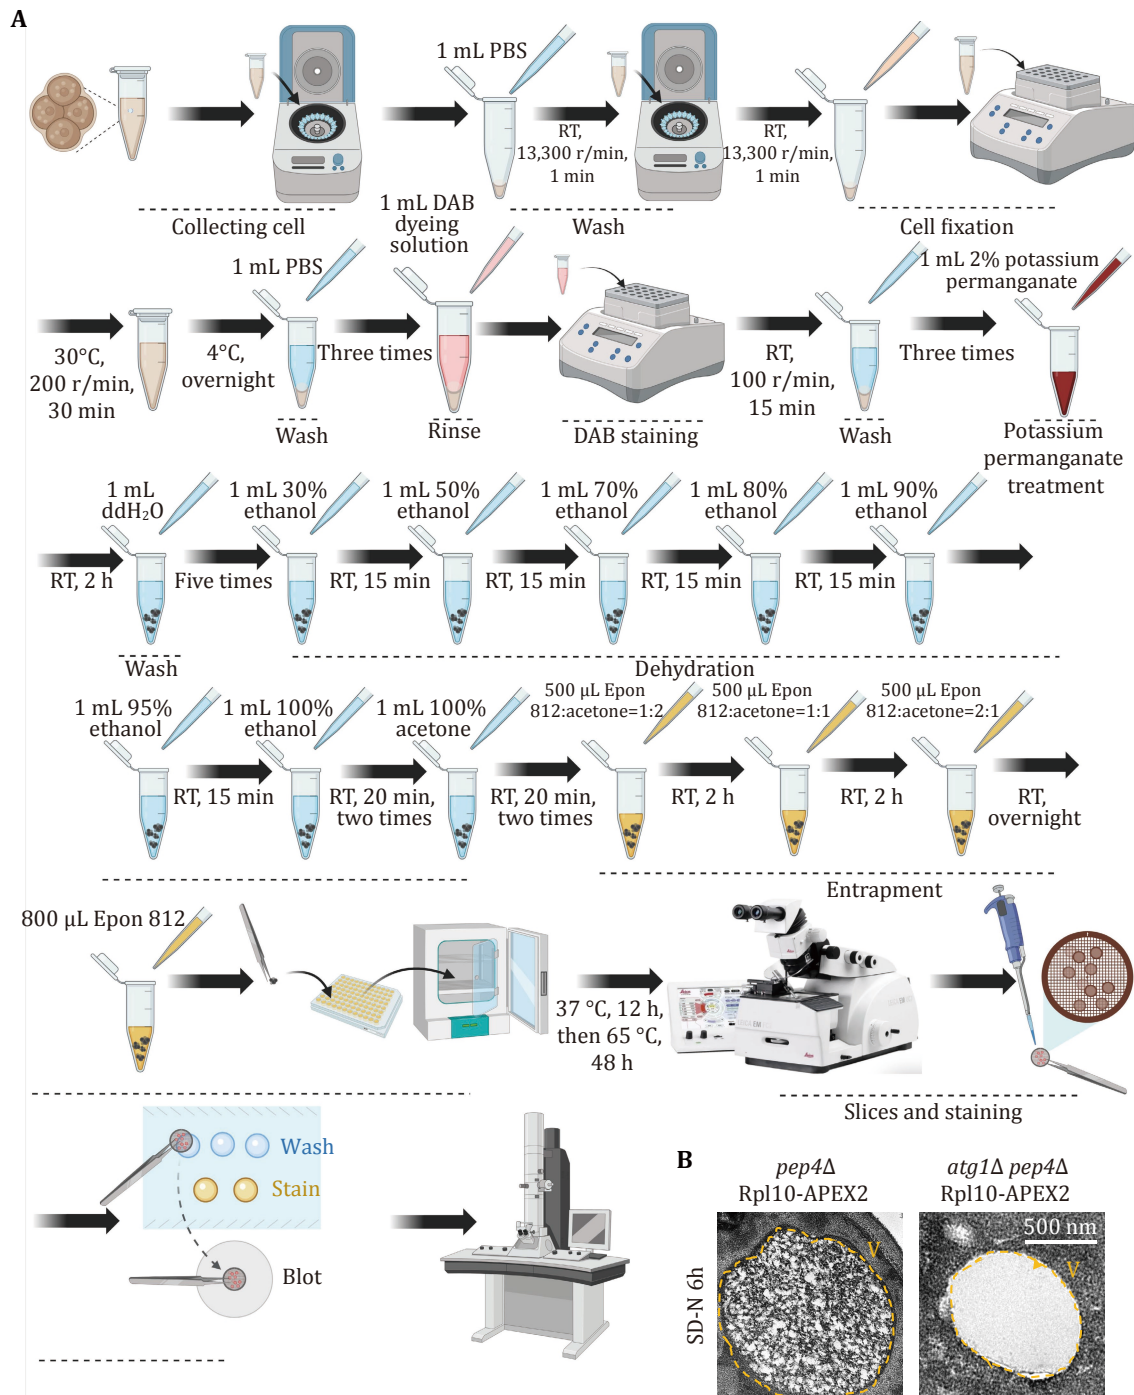 A
1 mL PBS
RT,
13,300 r/min,
1 min
RT,
13,300 r/min,
1 min
Collecting cell
Wash
Cell fixation
1 mL DAB
dyeing
solution
1 mL PBS
1 mL 2% potassium
permanganate
30°C,
200 r/min,
30 min
4°C,
overnight
Three times
RT,
100 r/min,
15 min
Three times
Wash
Rinse
DAB staining
Wash
Potassium
permanganate
treatment
1 mL
ddH₂O
1 mL 30%
ethanol
1 mL 50%
ethanol
1 mL 70%
ethanol
1 mL 80%
ethanol
1 mL 90%
ethanol
RT, 2 h
Five times
RT, 15 min
RT, 15 min
RT, 15 min
RT, 15 min
Wash
Dehydration
1 mL 95%
ethanol
1 mL 100%
ethanol
1 mL 100%
acetone
500 μL Epon
812:acetone=1:2
500 μL Epon
812:acetone=1:1
500 μL Epon
812:acetone=2:1
RT, 15 min
RT, 20 min,
two times
RT, 20 min,
two times
RT, 2 h
RT, 2 h
RT,
overnight
Entrapment
800 μL Epon 812
37 °C, 12 h,
then 65 °C,
48 h
Slices and staining
Wash
Stain
Blot
B
pep4Δ
Rpl10-APEX2
atg1Δ pep4Δ
Rpl10-APEX2
SD-N 6h
V
500 nm
V